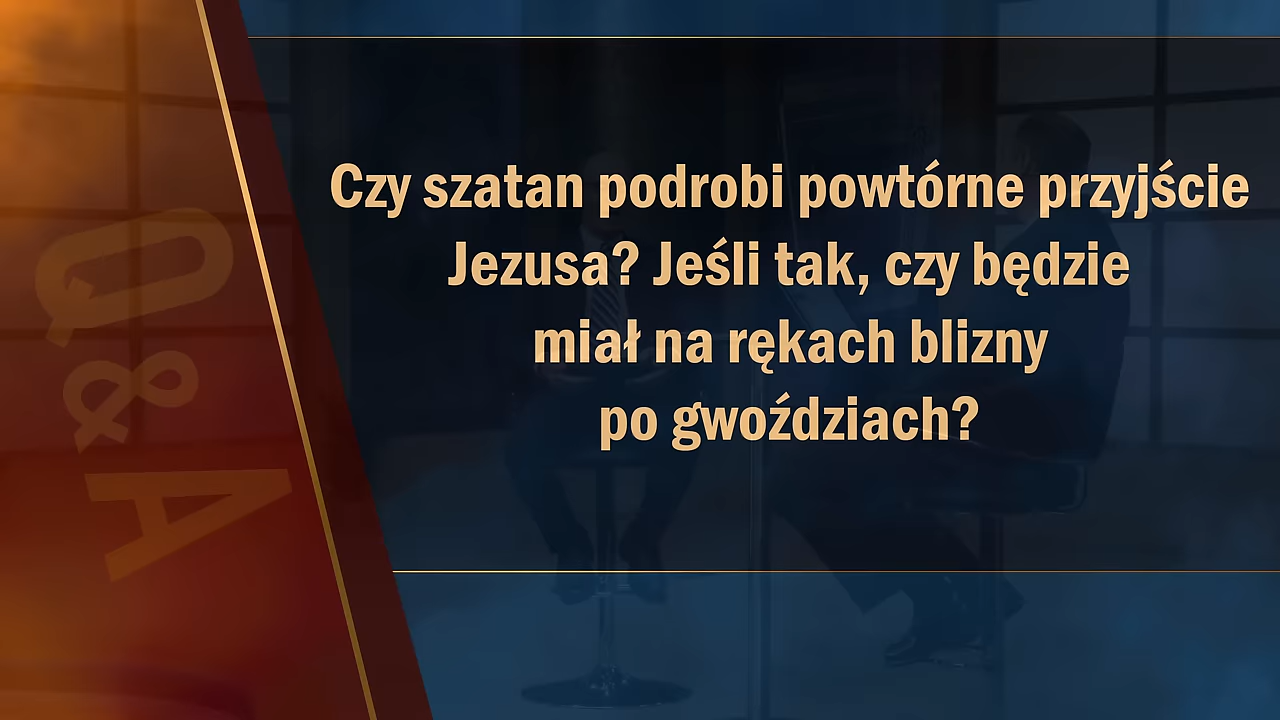 Q&A
Czy szatan podrobi powtórne przyjście
Jezusa? Jeśli tak, czy będzie
miał na rękach blizny
po gwoździach?